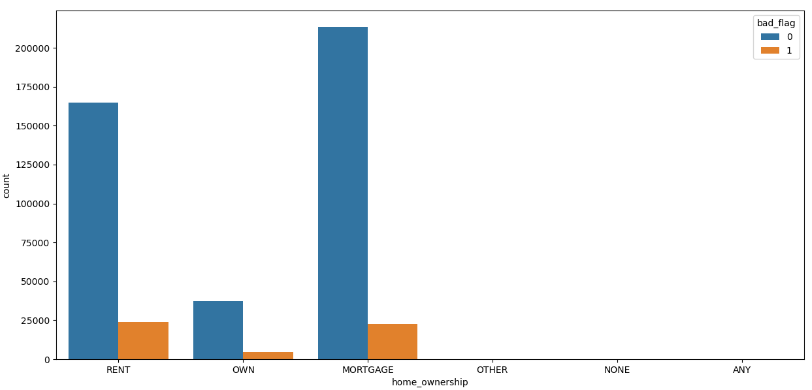 bad_flag
0
1
200000
175000
150000
125000
100000
75000
50000
25000
0
count
RENT OWN MORTGAGE OTHER NONE ANY
home_ownership